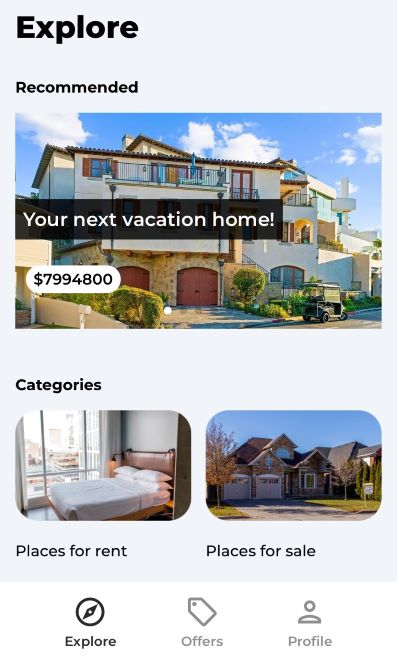 Explore
Recommended
Your next vacation home!
$7994800
Categories
Places for rent
Places for sale
Explore
Offers
Profile